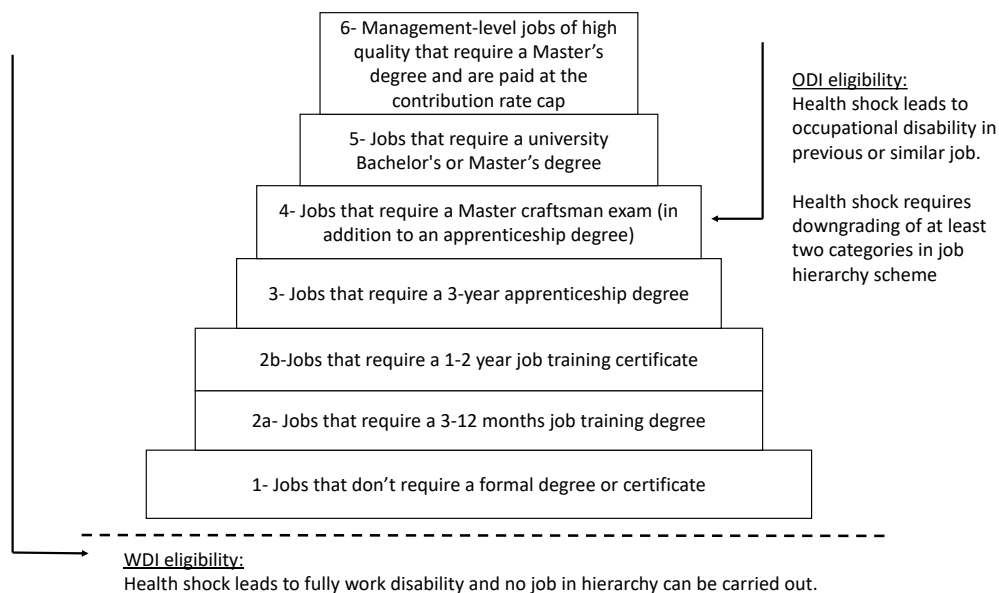 6- Management-level jobs of high
quality that require a Master’s
degree and are paid at the
contribution rate cap
5- Jobs that require a university
Bachelor's or Master’s degree
4- Jobs that require a Master craftsman exam (in
addition to an apprenticeship degree)
3- Jobs that require a 3-year apprenticeship degree
2b-Jobs that require a 1-2 year job training certificate
2a- Jobs that require a 3-12 months job training degree
1- Jobs that don’t require a formal degree or certificate
ODI eligibility:
Health shock leads to
occupational disability in
previous or similar job.
Health shock requires
downgrading of at least
two categories in job
hierarchy scheme
WDI eligibility:
Health shock leads to fully work disability and no job in hierarchy can be carried out.